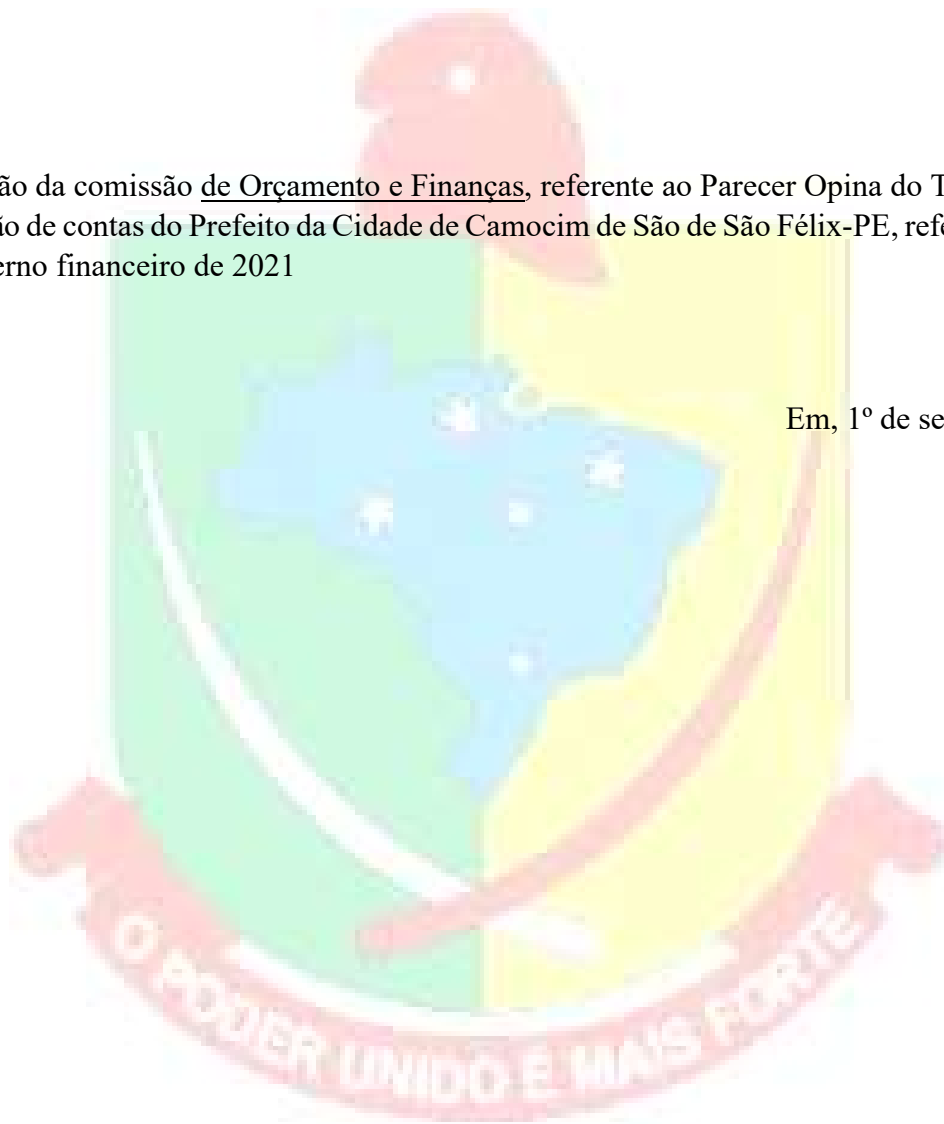 ão da comissão de Orçamento e Finanças, referente ao Parecer Opina do T
ão de contas do Prefeito da Cidade de Camocim de São de São Félix-PE, refe
erno financeiro de 2021
Em, 1º de se
O PODER UNIDO É MAIS FORTE